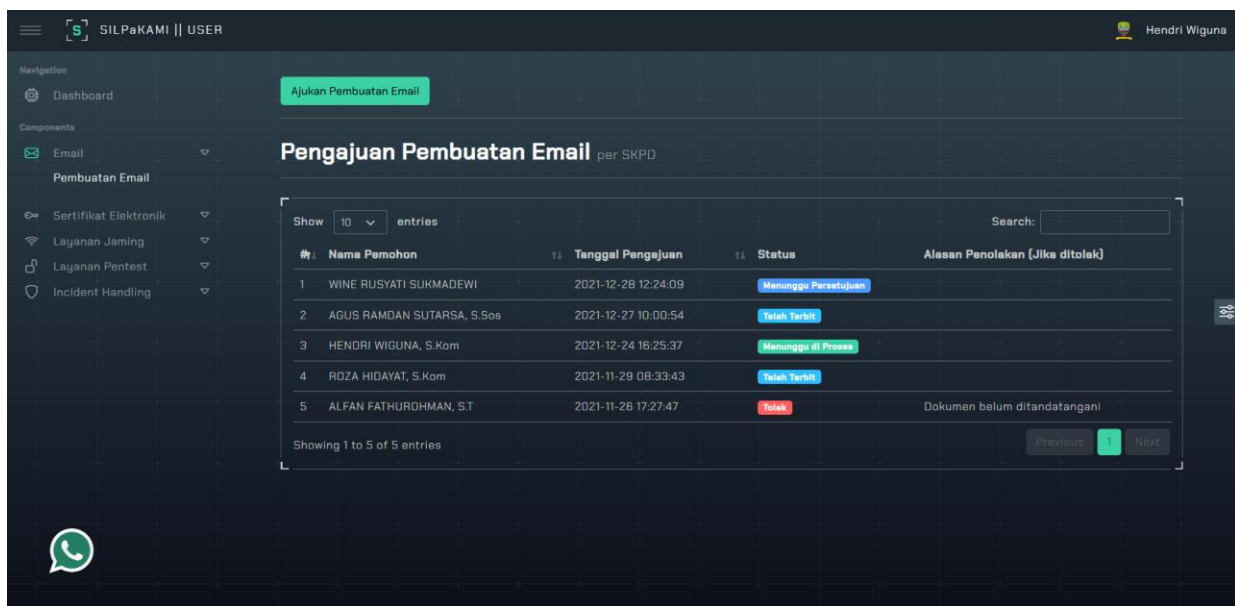 SILPaKAMI || USER
Hendri Wiguna
Navigation
Dashboard
Components
Email
Pembuatan Email
Sertifikat Elektronik
Layanan Jaming
Layanan Pentest
Incident Handling
Ajukan Pembuatan Email
Pengajuan Pembuatan Email per SKPD
Show 10 entries Search:
# Nama Pemohon Tanggal Pengajuan Status Alasan Penolakan (Jika ditolak)
1 WINE RUSYATI SUKMADEWI 2021-12-28 12:24:09 Menunggu Persetujuan
2 AGUS RAMDAN SUTARSA, S.Sos 2021-12-27 10:00:54 Telah Terbit
3 HENDRI WIGUNA, S.Kom 2021-12-24 16:25:37 Menunggu di Proses
4 ROZA HIDAYAT, S.Kom 2021-11-29 08:33:43 Telah Terbit
5 ALFAN FATHUROHMAN, S.T 2021-11-26 17:27:47 Tolak Dokumen belum ditandatangani
Showing 1 to 5 of 5 entries Previous 1 Next